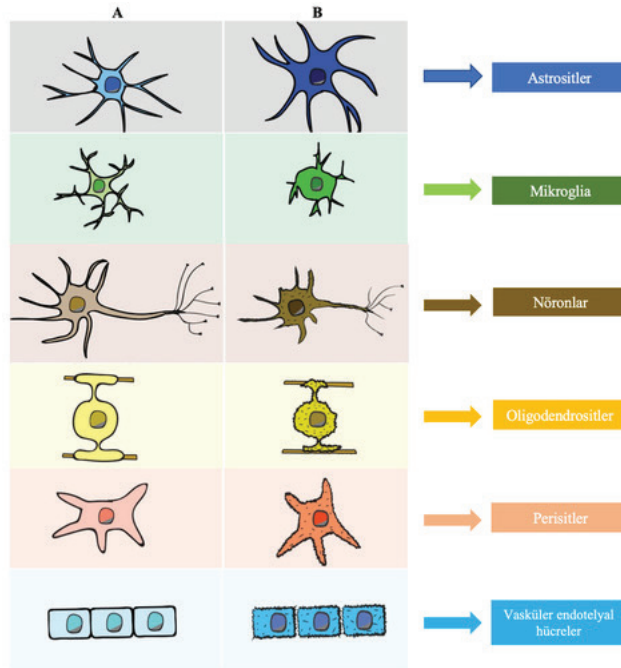 A B
Astrositler
Mikroglia
Nöronlar
Oligodendrositler
Perisitler
Vasküler endotelyal
hücreler